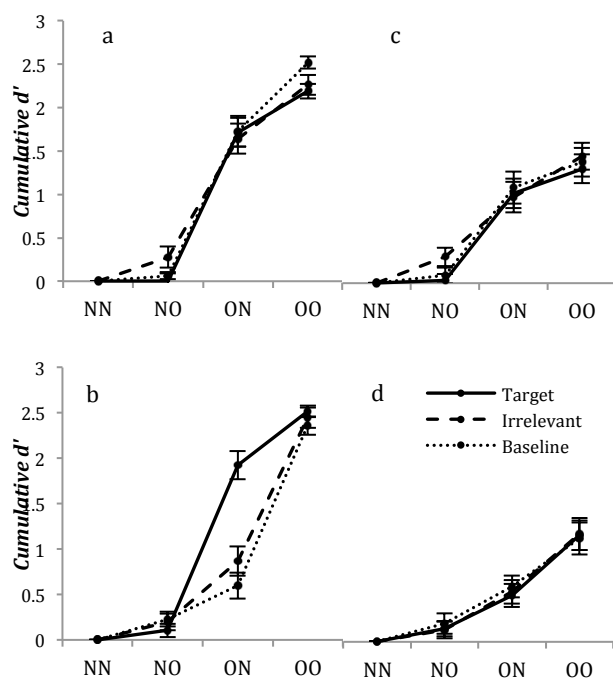 a
c
Cumulative d'
3
2.5
2
1.5
1
0.5
0
NN NO ON OO
NN NO ON OO
b
d
Cumulative d'
3
2.5
2
1.5
1
0.5
0
Target
Irrelevant
Baseline
NN NO ON OO
NN NO ON OO